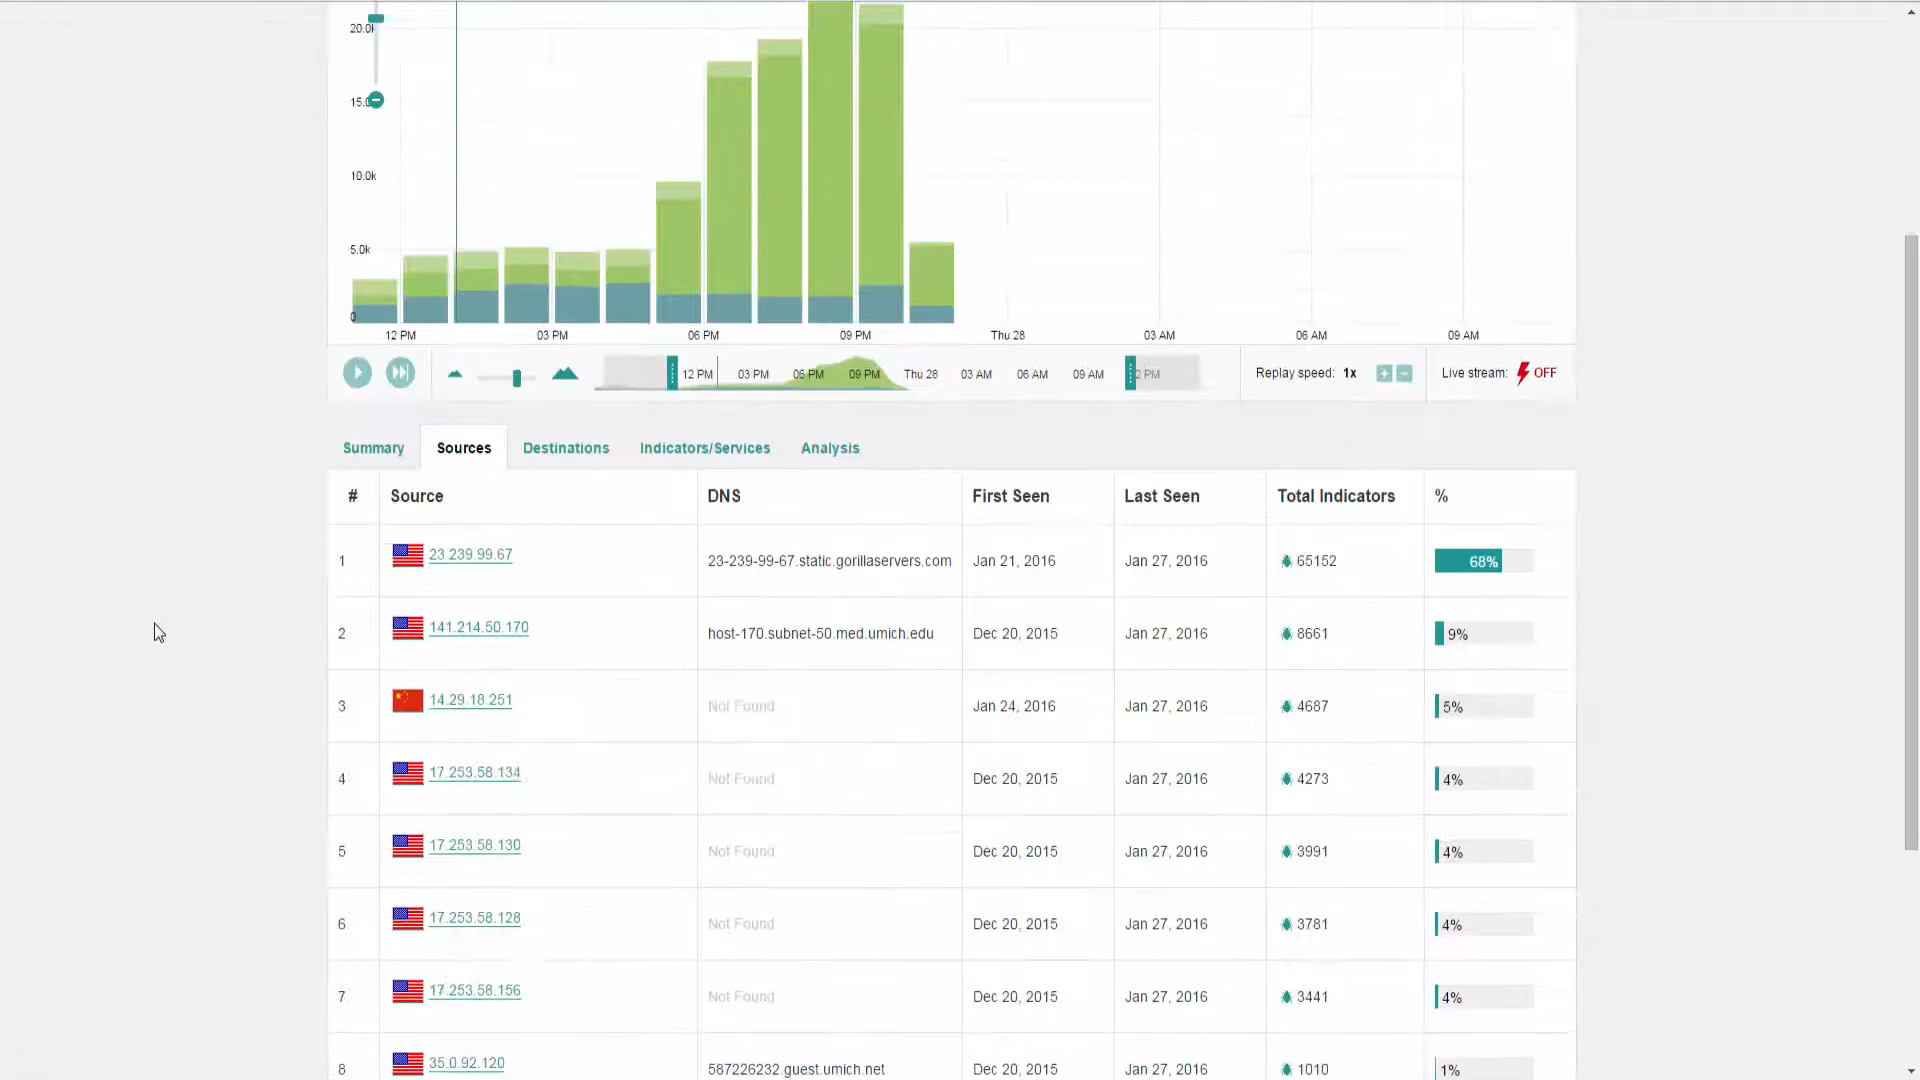 20.0k
15.0
10.0k
5.0k
0
12 PM 03 PM 06 PM 09 PM Thu 28 03 AM 06 AM 09 AM
12 PM 03 PM 06 PM 09 PM Thu 28 03 AM 06 AM 09 AM 2 PM Replay speed: 1x + - Live stream: OFF
Summary Sources Destinations Indicators/Services Analysis
# Source DNS First Seen Last Seen Total Indicators %
1 23.239.99.67 23-239-99-67.static.gorillaservers.com Jan 21, 2016 Jan 27, 2016 65152 68%
2 141.214.50.170 host-170.subnet-50.med.umich.edu Dec 20, 2015 Jan 27, 2016 8661 9%
3 14.29.18.251 Not Found Jan 24, 2016 Jan 27, 2016 4687 5%
4 17.253.58.134 Not Found Dec 20, 2015 Jan 27, 2016 4273 4%
5 17.253.58.130 Not Found Dec 20, 2015 Jan 27, 2016 3991 4%
6 17.253.58.128 Not Found Dec 20, 2015 Jan 27, 2016 3781 4%
7 17.253.58.156 Not Found Dec 20, 2015 Jan 27, 2016 3441 4%
8 35.0.92.120 587226232.guest.umich.net Dec 20, 2015 Jan 27, 2016 1010 1%